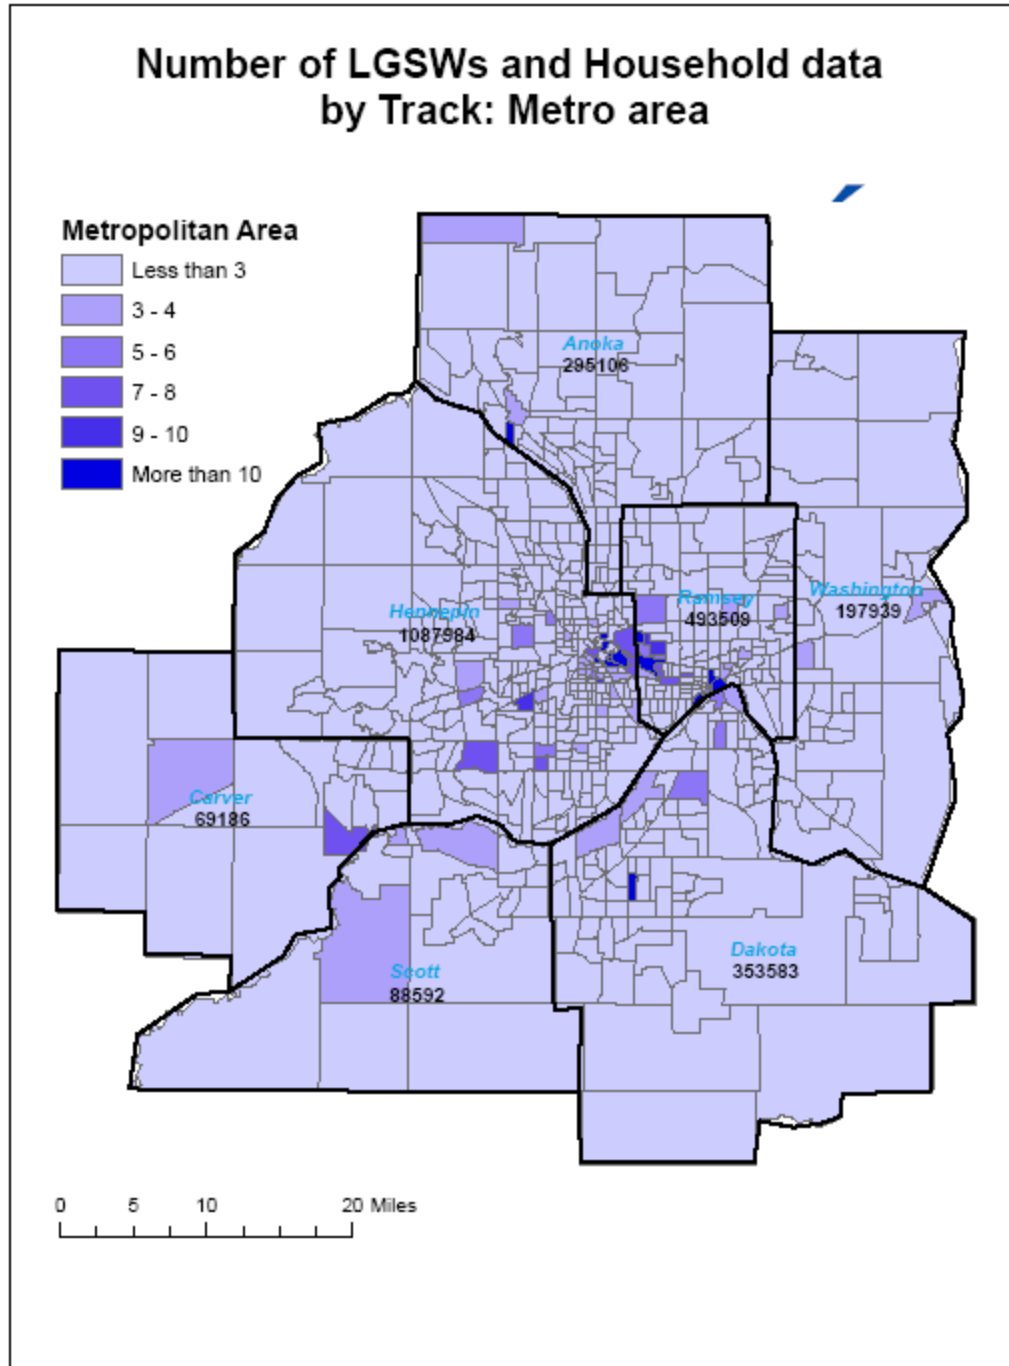 Number of LGSWs and Household data
by Track: Metro area
Metropolitan Area
Less than 3
3 - 4
5 - 6
7 - 8
9 - 10
More than 10
Anoka
295106
Hennepin
1087984
Ramsey
493509
Washington
197939
Carver
69186
Scott
88592
Dakota
353583
0 5 10 20 Miles